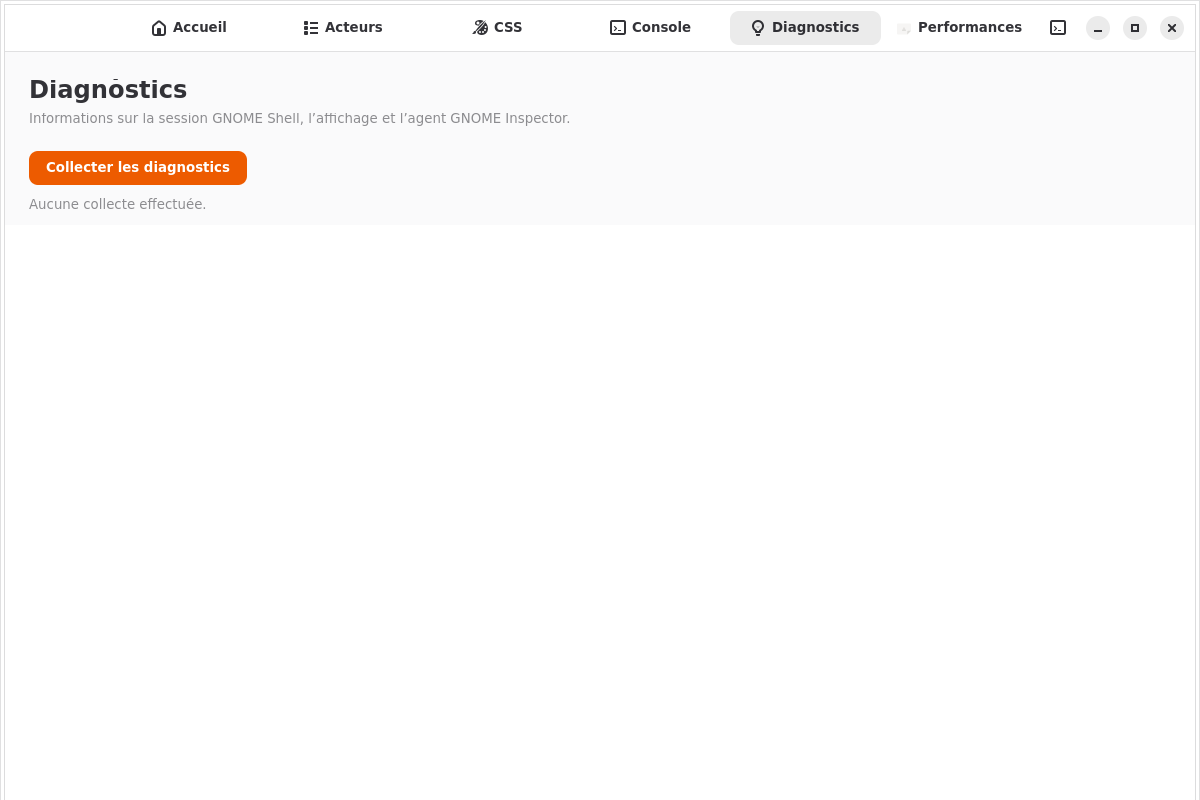 Accueil
Acteurs
CSS
Console
Diagnostics
Performances
Diagnostics
Informations sur la session GNOME Shell, l’affichage et l’agent GNOME Inspector.
Collecter les diagnostics
Aucune collecte effectuée.